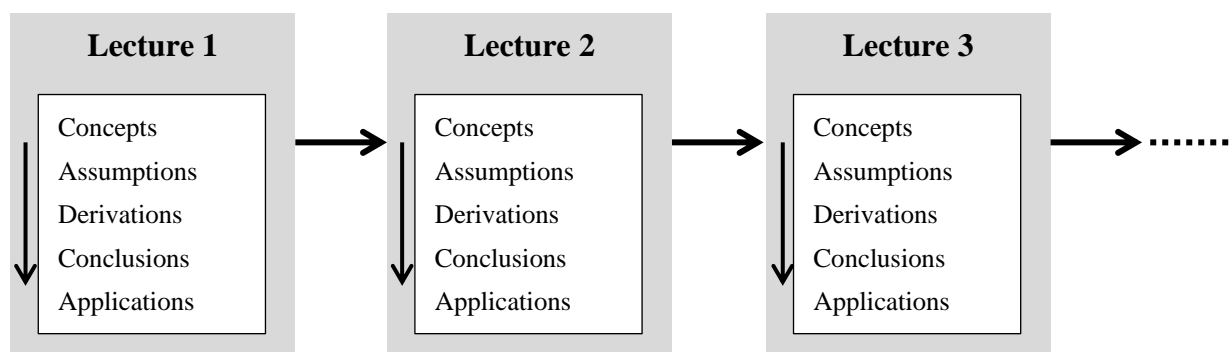 Lecture 1
Concepts
Assumptions
Derivations
Conclusions
Applications
Lecture 2
Concepts
Assumptions
Derivations
Conclusions
Applications
Lecture 3
Concepts
Assumptions
Derivations
Conclusions
Applications